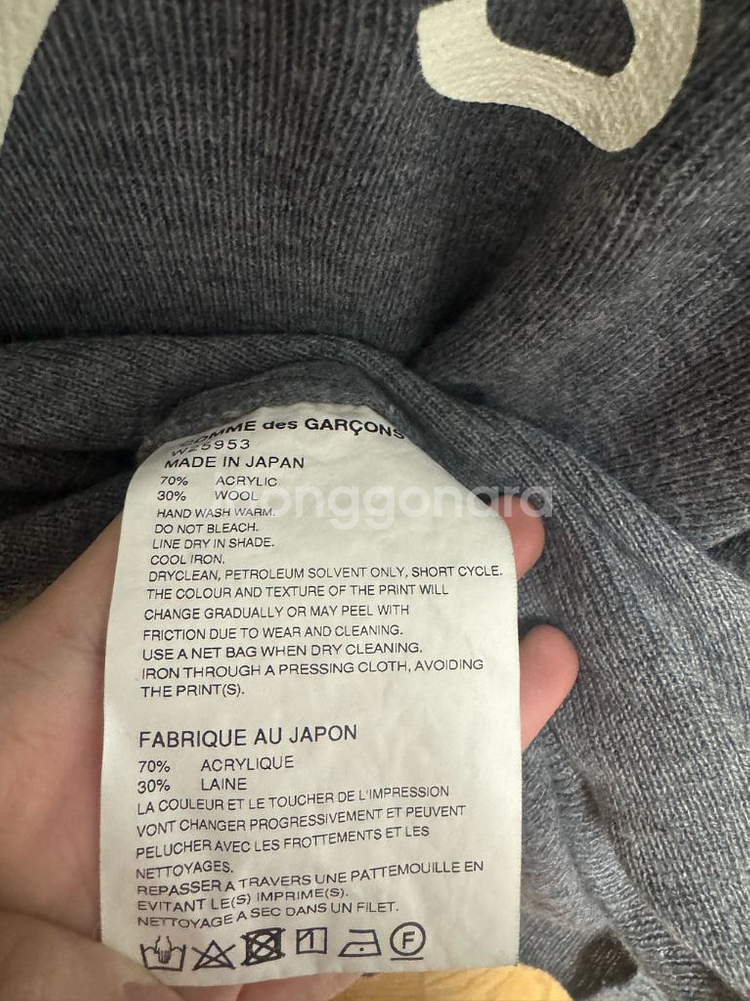 COMME des GARÇONS
W25953
MADE IN JAPAN
70% ACRYLIC
30% WOOL
onggonara
HAND WASH WARM.
DO NOT BLEACH.
LINE DRY IN SHADE.
COOL IRON.
DRYCLEAN, PETROLEUM SOLVENT ONLY, SHORT CYCLE.
THE COLOUR AND TEXTURE OF THE PRINT WILL
CHANGE GRADUALLY OR MAY PEEL WITH
FRICTION DUE TO WEAR AND CLEANING.
USE A NET BAG WHEN DRY CLEANING.
IRON THROUGH A PRESSING CLOTH, AVOIDING
THE PRINT(S).
FABRIQUE AU JAPON
70% ACRYLIQUE
30% LAINE
LA COULEUR ET LE TOUCHER DE L'IMPRESSION
VONT CHANGER PROGRESSIVEMENT ET PEUVENT
PELUCHER AVEC LES FROTTEMENTS ET LES
NETTOYAGES.
REPASSER A TRAVERS UNE PATTEMOUILLE EN
EVITANT LE(S) IMPRIME(S).
NETTOYAGE A SEC DANS UN FILET.
F